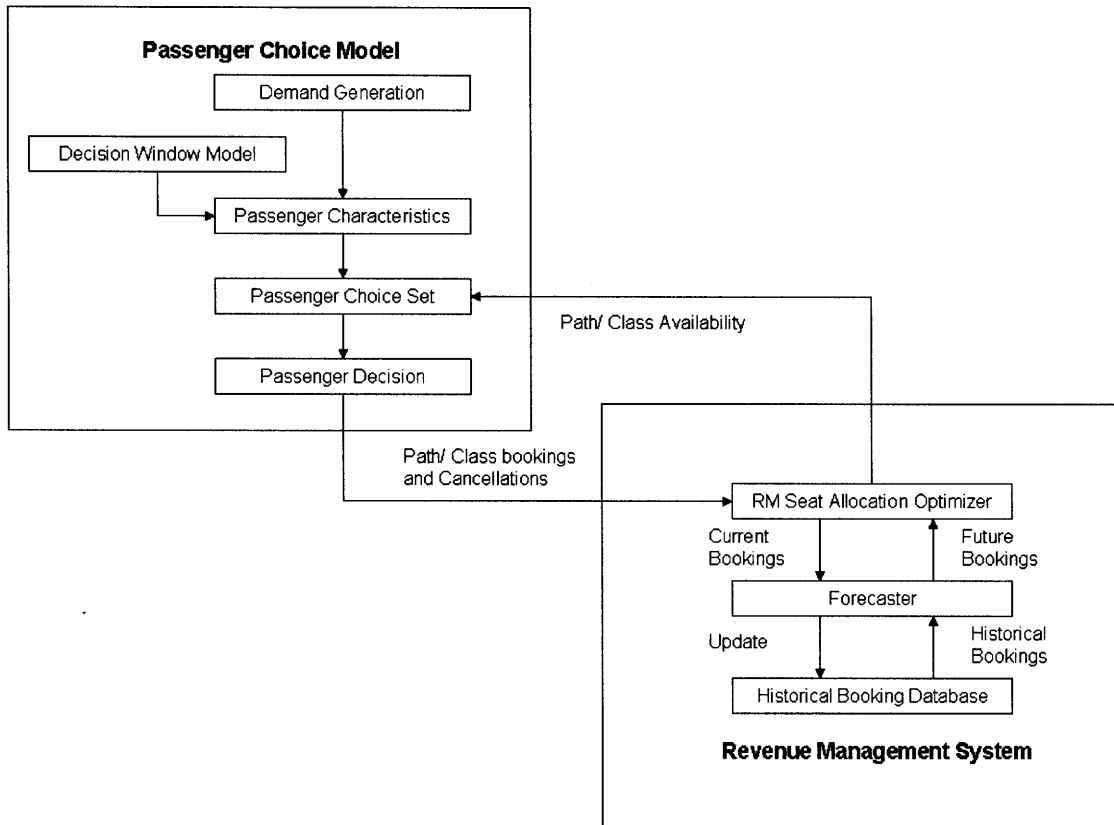 Passenger Choice Model
Demand Generation
Decision Window Model
Passenger Characteristics
Passenger Choice Set
Path/ Class Availability
Passenger Decision
Path/ Class bookings
and Cancellations
RM Seat Allocation Optimizer
Current
Bookings
Future
Bookings
Forecaster
Update
Historical
Bookings
Historical Booking Database
Revenue Management System